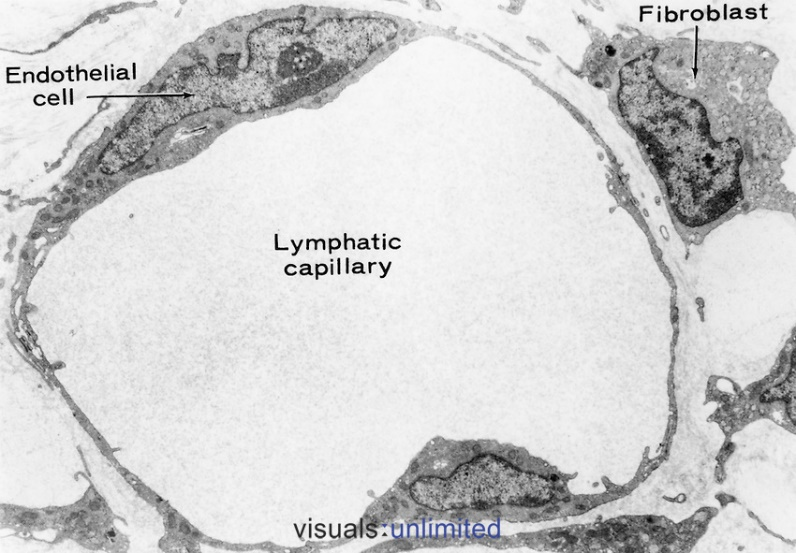 Fibroblast
Endothelial
cell
Lymphatic
capillary
visuals unlimited